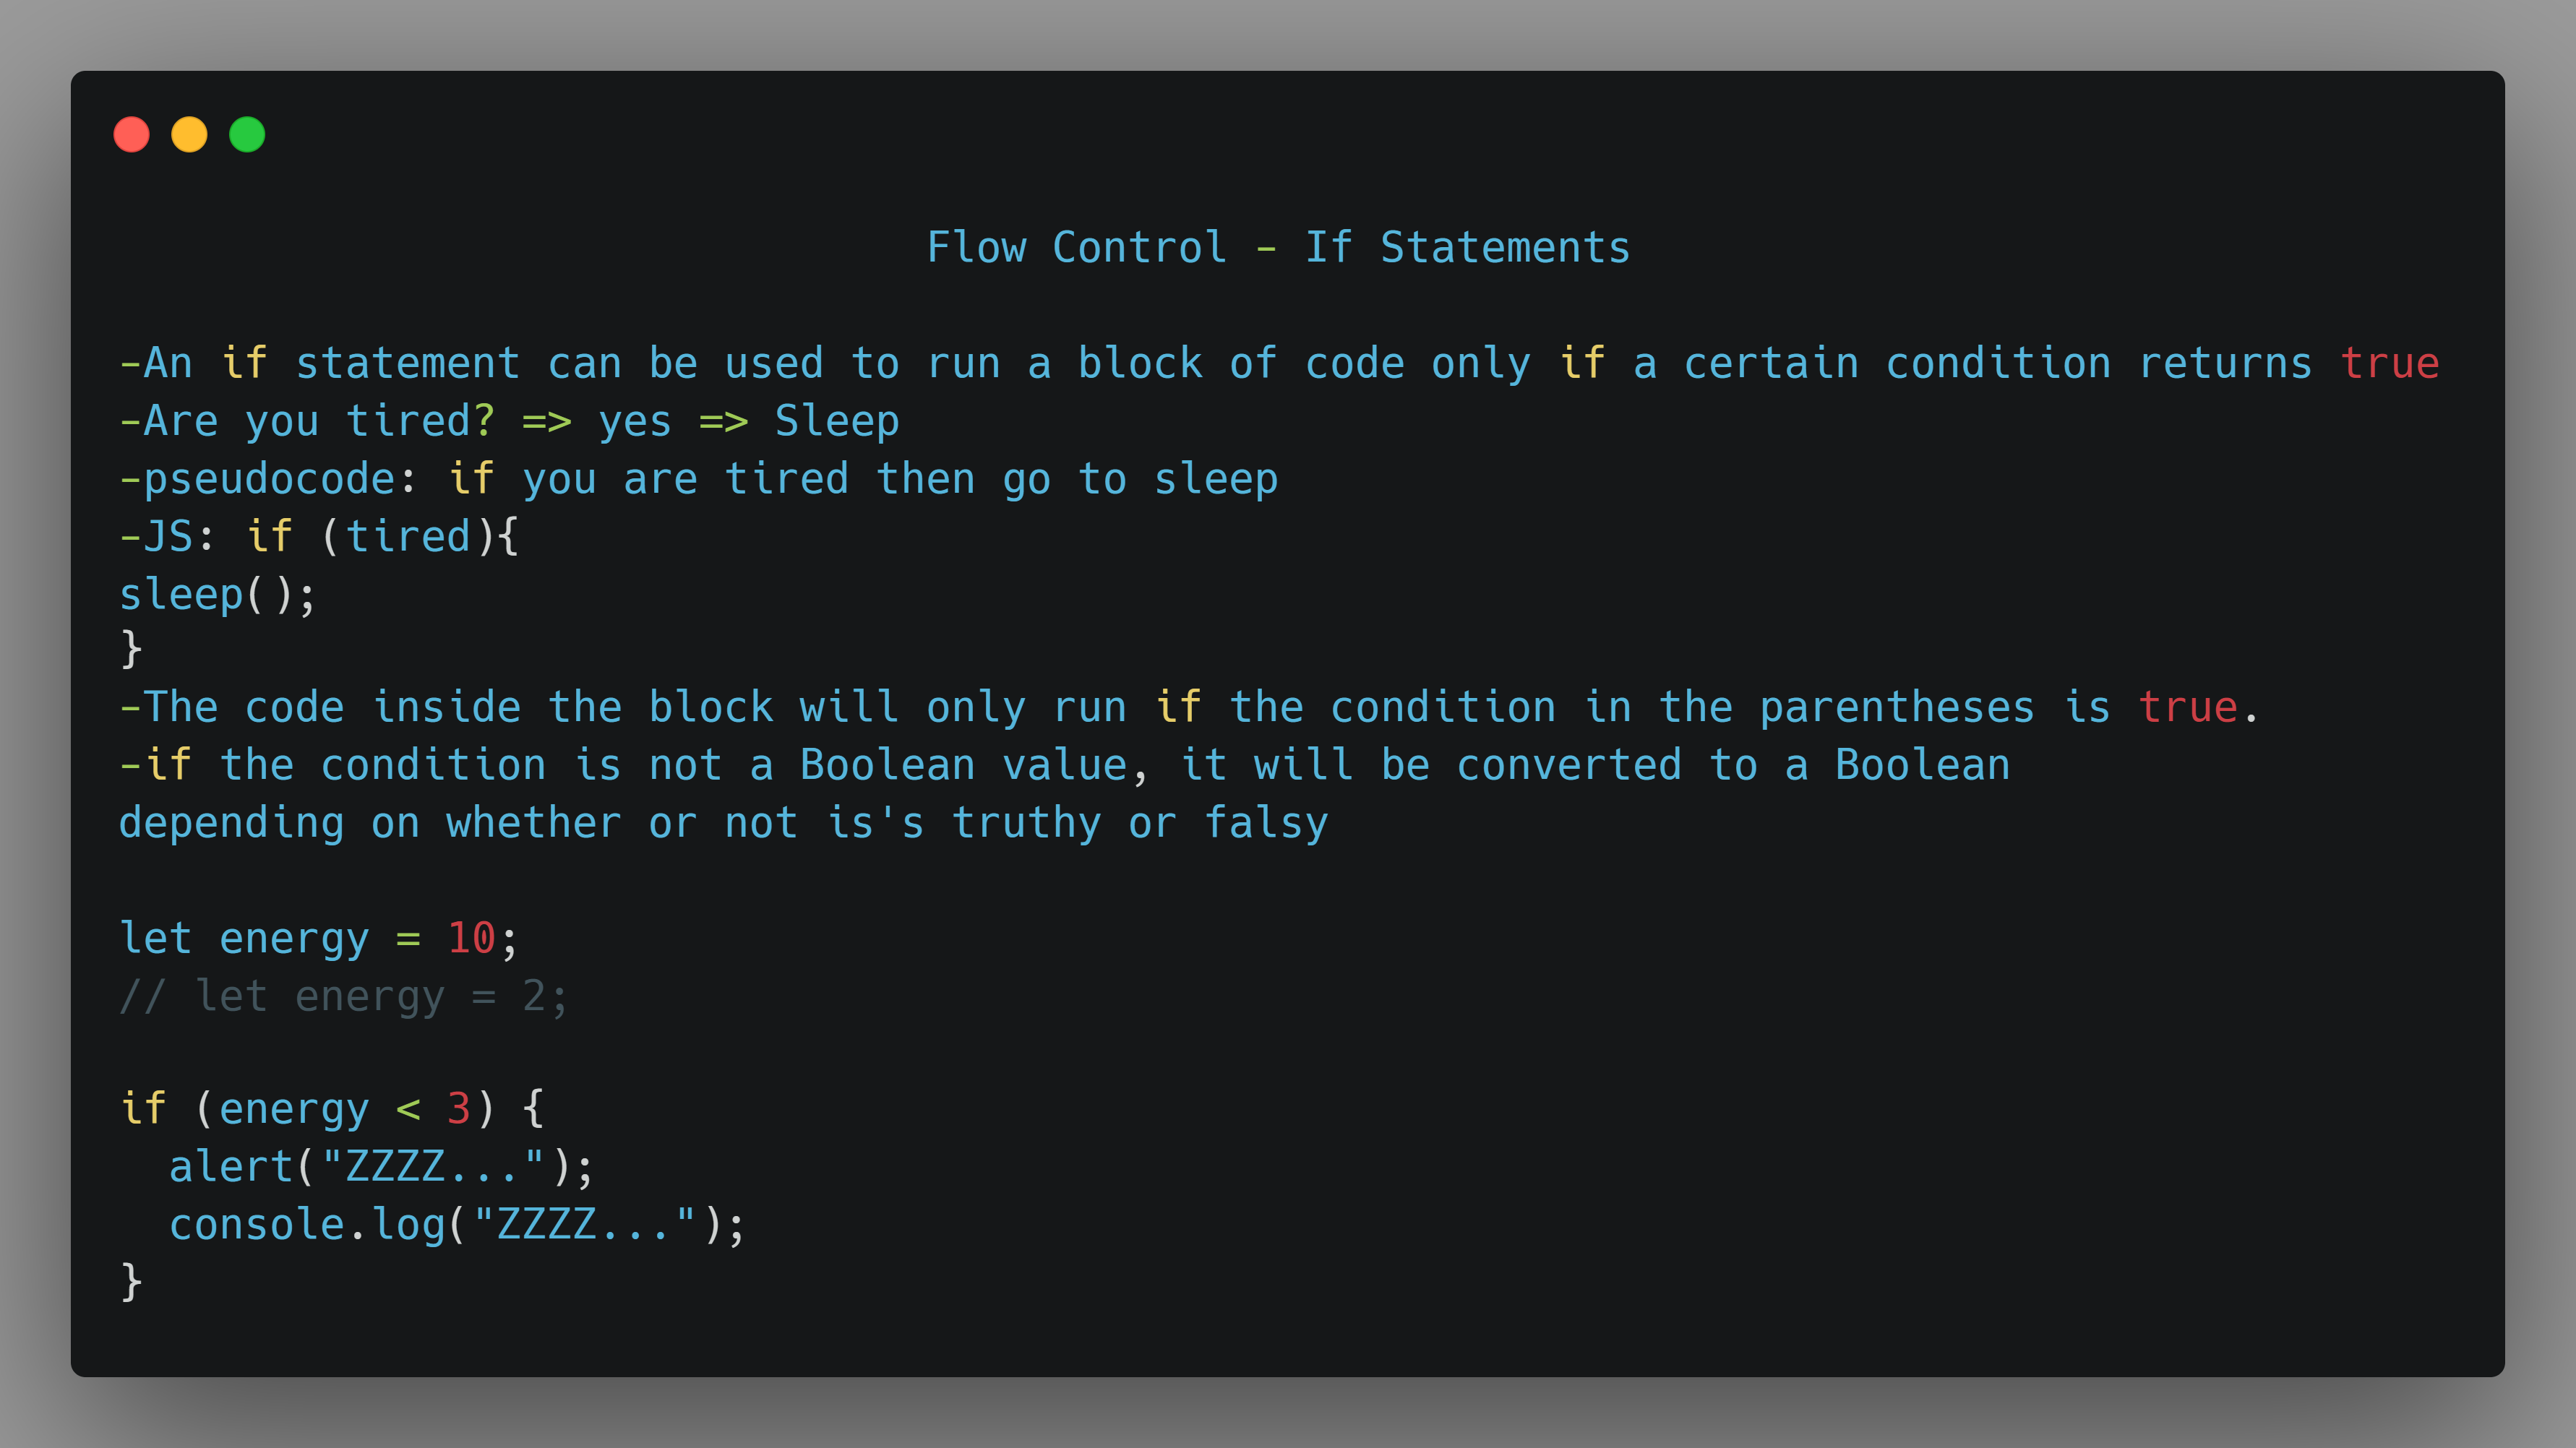 Flow Control - If Statements
-An if statement can be used to run a block of code only if a certain condition returns true
-Are you tired? => yes => Sleep
-pseudocode: if you are tired then go to sleep
-JS: if (tired){
sleep();
}
-The code inside the block will only run if the condition in the parentheses is true.
-if the condition is not a Boolean value, it will be converted to a Boolean
depending on whether or not is's truthy or falsy
let energy = 10;
// let energy = 2;
if (energy < 3) {
  alert("ZZZZ...");
  console.log("ZZZZ...");
}